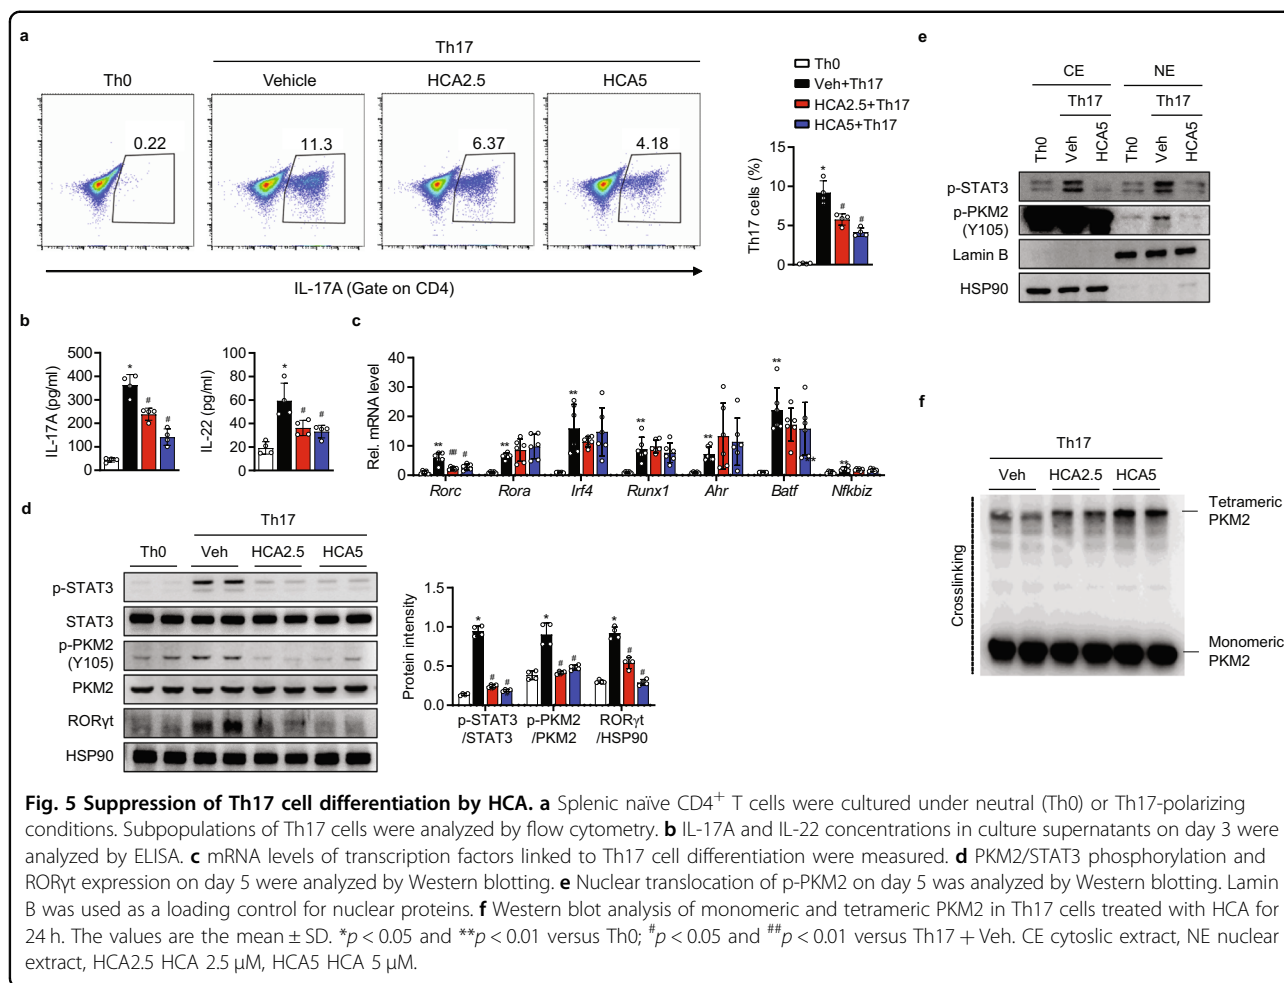 a
Th17
Th0
Vehicle
HCA2.5
HCA5
0.22
11.3
6.37
4.18
IL-17A (Gate on CD4)
Th0
Veh+Th17
HCA2.5+Th17
HCA5+Th17
Th17 cells (%)
15
10
5
0
*
#
#
e
CE
NE
Th17
Th17
Th0
Veh
HCA5
Th0
Veh
HCA5
p-STAT3
p-PKM2
(Y105)
Lamin B
HSP90
b
IL-17A (pg/ml)
500
400
300
200
100
0
*
#
#
IL-22 (pg/ml)
100
80
60
40
20
0
*
#
#
c
Rel. mRNA level
40
30
20
10
0
**
##
#
**
**
**
**
**
**
**
Rorc
Rora
Irf4
Runx1
Ahr
Batf
Nfkbiz
d
Th17
Th0
Veh
HCA2.5
HCA5
p-STAT3
STAT3
p-PKM2
(Y105)
PKM2
RORγt
HSP90
Protein intensity
1.5
1.0
0.5
0.0
*
#
#
*
#
#
*
#
#
p-STAT3
/STAT3
p-PKM2
/PKM2
RORγt
/HSP90
f
Th17
Veh
HCA2.5
HCA5
Crosslinking
Tetrameric
PKM2
Monomeric
PKM2
Fig. 5 Suppression of Th17 cell differentiation by HCA. a Splenic naïve CD4⁺ T cells were cultured under neutral (Th0) or Th17-polarizing
conditions. Subpopulations of Th17 cells were analyzed by flow cytometry. b IL-17A and IL-22 concentrations in culture supernatants on day 3 were
analyzed by ELISA. c mRNA levels of transcription factors linked to Th17 cell differentiation were measured. d PKM2/STAT3 phosphorylation and
RORγt expression on day 5 were analyzed by Western blotting. e Nuclear translocation of p-PKM2 on day 5 was analyzed by Western blotting. Lamin
B was used as a loading control for nuclear proteins. f Western blot analysis of monomeric and tetrameric PKM2 in Th17 cells treated with HCA for
24 h. The values are the mean ± SD. *p < 0.05 and **p < 0.01 versus Th0; #p < 0.05 and ##p < 0.01 versus Th17 + Veh. CE cytoslic extract, NE nuclear
extract, HCA2.5 HCA 2.5 μM, HCA5 HCA 5 μM.